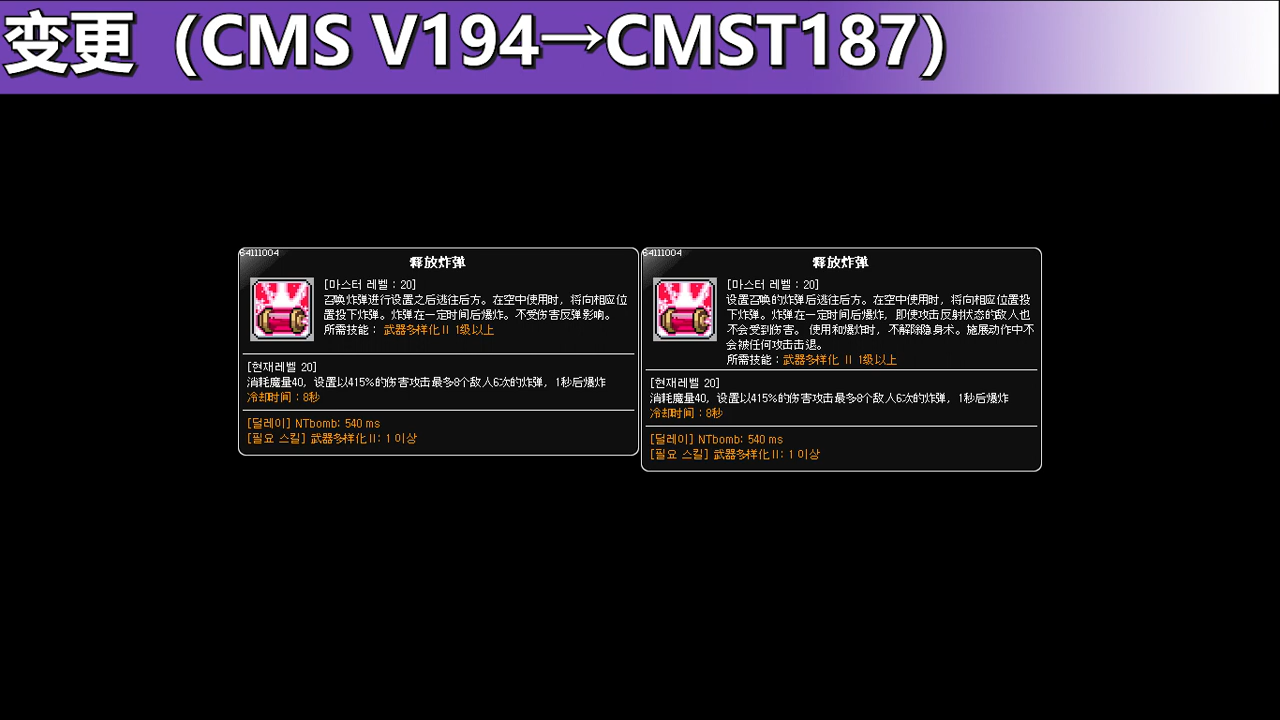 变更（CMS V194→CMST187）
64111004
释放炸弹
[마스터 레벨 : 20]
召唤炸弹进行设置之后逃往后方。在空中使用时，将向相应位
置投下炸弹。炸弹在一定时间后爆炸。不受伤害反弹影响。
所需技能： 武器多样化 II 1级以上
[현재레벨 20]
消耗魔量40，设置以415%的伤害攻击最多8个敌人6次的炸弹，1秒后爆炸
冷却时间：8秒
[딜레이] NTbomb: 540 ms
[필요 스킬] 武器多样化 II: 1 이상
64111004
释放炸弹
[마스터 레벨 : 20]
设置召唤的炸弹后逃往后方。在空中使用时，将向相应位置投
下炸弹。炸弹在一定时间后爆炸，即使攻击反射状态的敌人也
不会受到伤害。 使用和爆炸时，不解除隐身术。施展动作中不
会被任何攻击击退。
所需技能：武器多样化 II 1级以上
[현재레벨 20]
消耗魔量40，设置以415%的伤害攻击最多8个敌人6次的炸弹，1秒后爆炸
冷却时间：8秒
[딜레이] NTbomb: 540 ms
[필요 스킬] 武器多样化 II: 1 이상